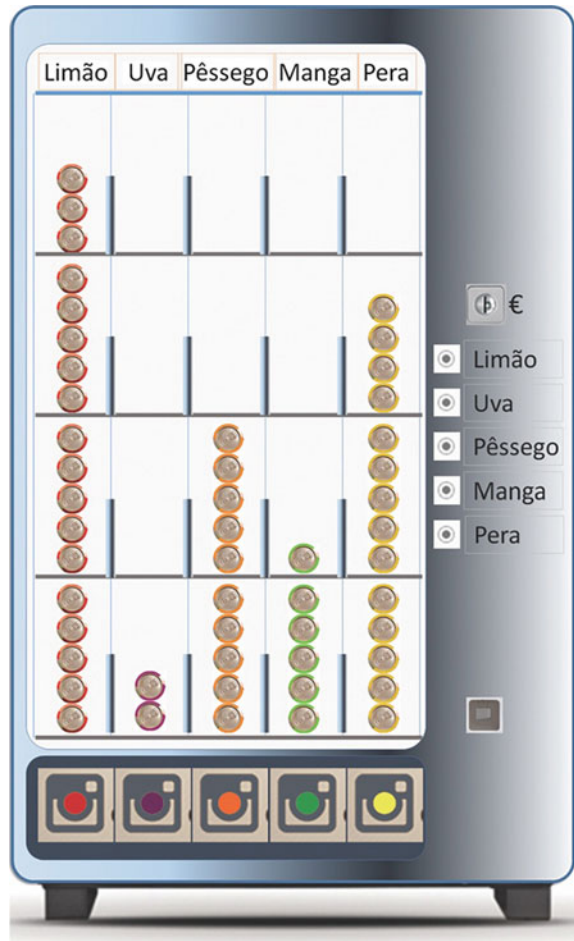 Limão Uva Pêssego Manga Pera
€
Limão
Uva
Pêssego
Manga
Pera